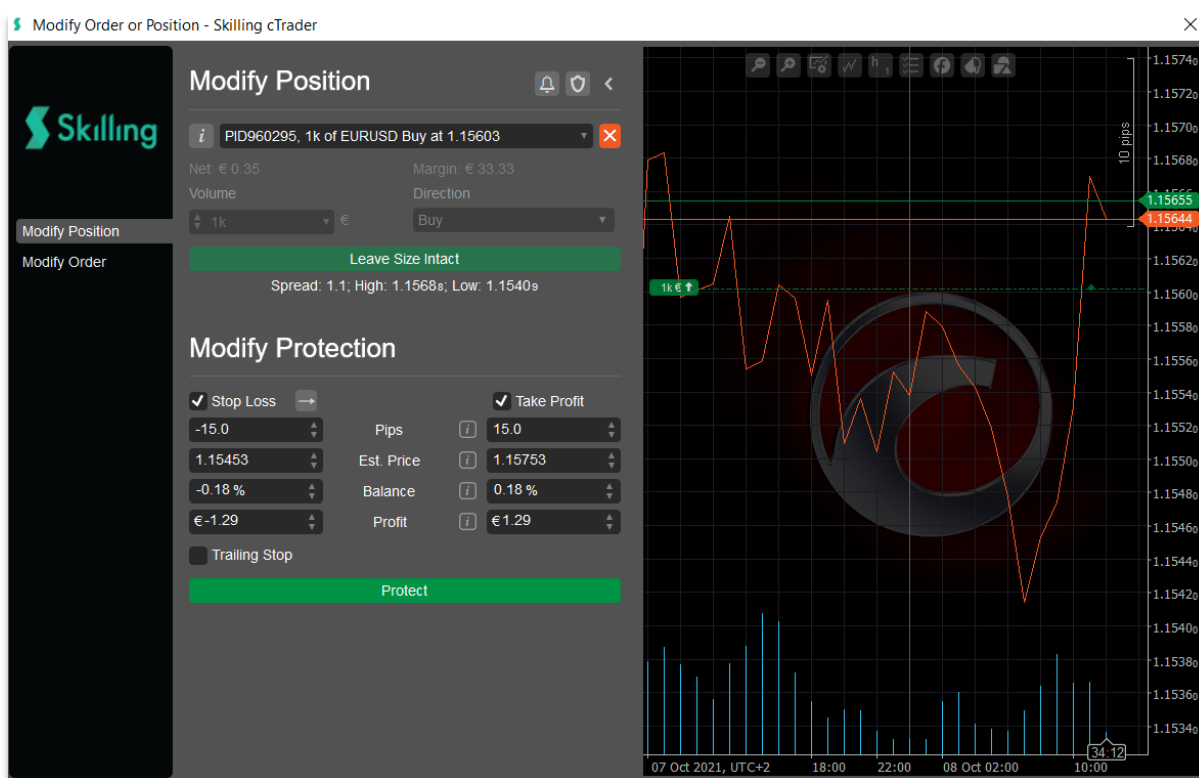 Modify Order or Position - Skilling cTrader
Skilling
Modify Position
Modify Order
Modify Position
PID960295, 1k of EURUSD Buy at 1.15603
Net: € 0.35 Margin: € 33.33
Volume Direction
1k € Buy
Leave Size Intact
Spread: 1.1; High: 1.15688; Low: 1.15409
Modify Protection
Stop Loss Take Profit
-15.0 Pips i 15.0
1.15453 Est. Price i 1.15753
-0.18 % Balance i 0.18 %
€ -1.29 Profit i € 1.29
Trailing Stop
Protect
10 pips
1k €
1.15740
1.15720
1.15700
1.15680
1.15655
1.15644
1.15620
1.15600
1.15580
1.15560
1.15540
1.15520
1.15500
1.15480
1.15460
1.15440
1.15420
1.15400
1.15380
1.15360
1.15340
34:12
07 Oct 2021, UTC+2 18:00 22:00 08 Oct 02:00 10:00